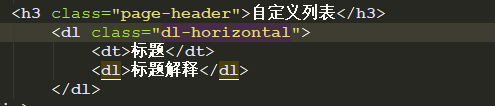 <h3 class="page-header">自定义列表</h3>
<dl class="dl-horizontal">
<dt>标题</dt>
<dl>标题解释</dl>
</dl>